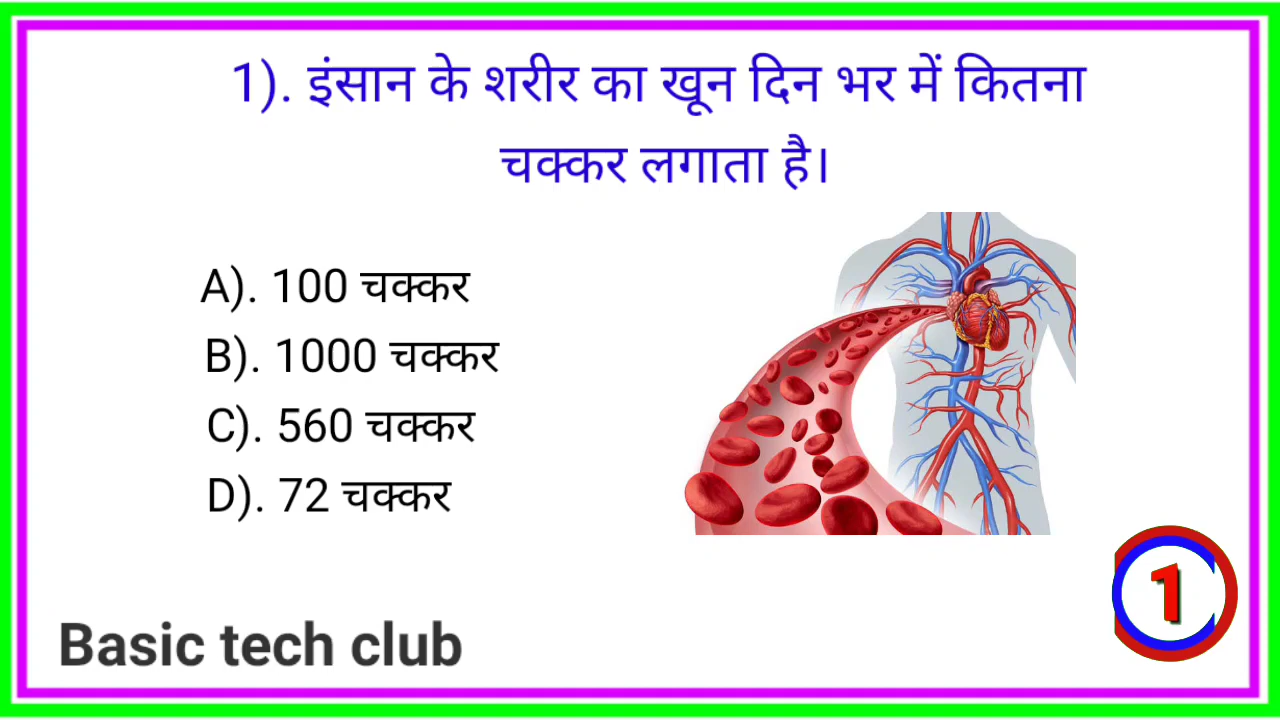 1). इंसान के शरीर का खून दिन भर में कितना
चक्कर लगाता है।
A). 100 चक्कर
B). 1000 चक्कर
C). 560 चक्कर
D). 72 चक्कर
1
Basic tech club